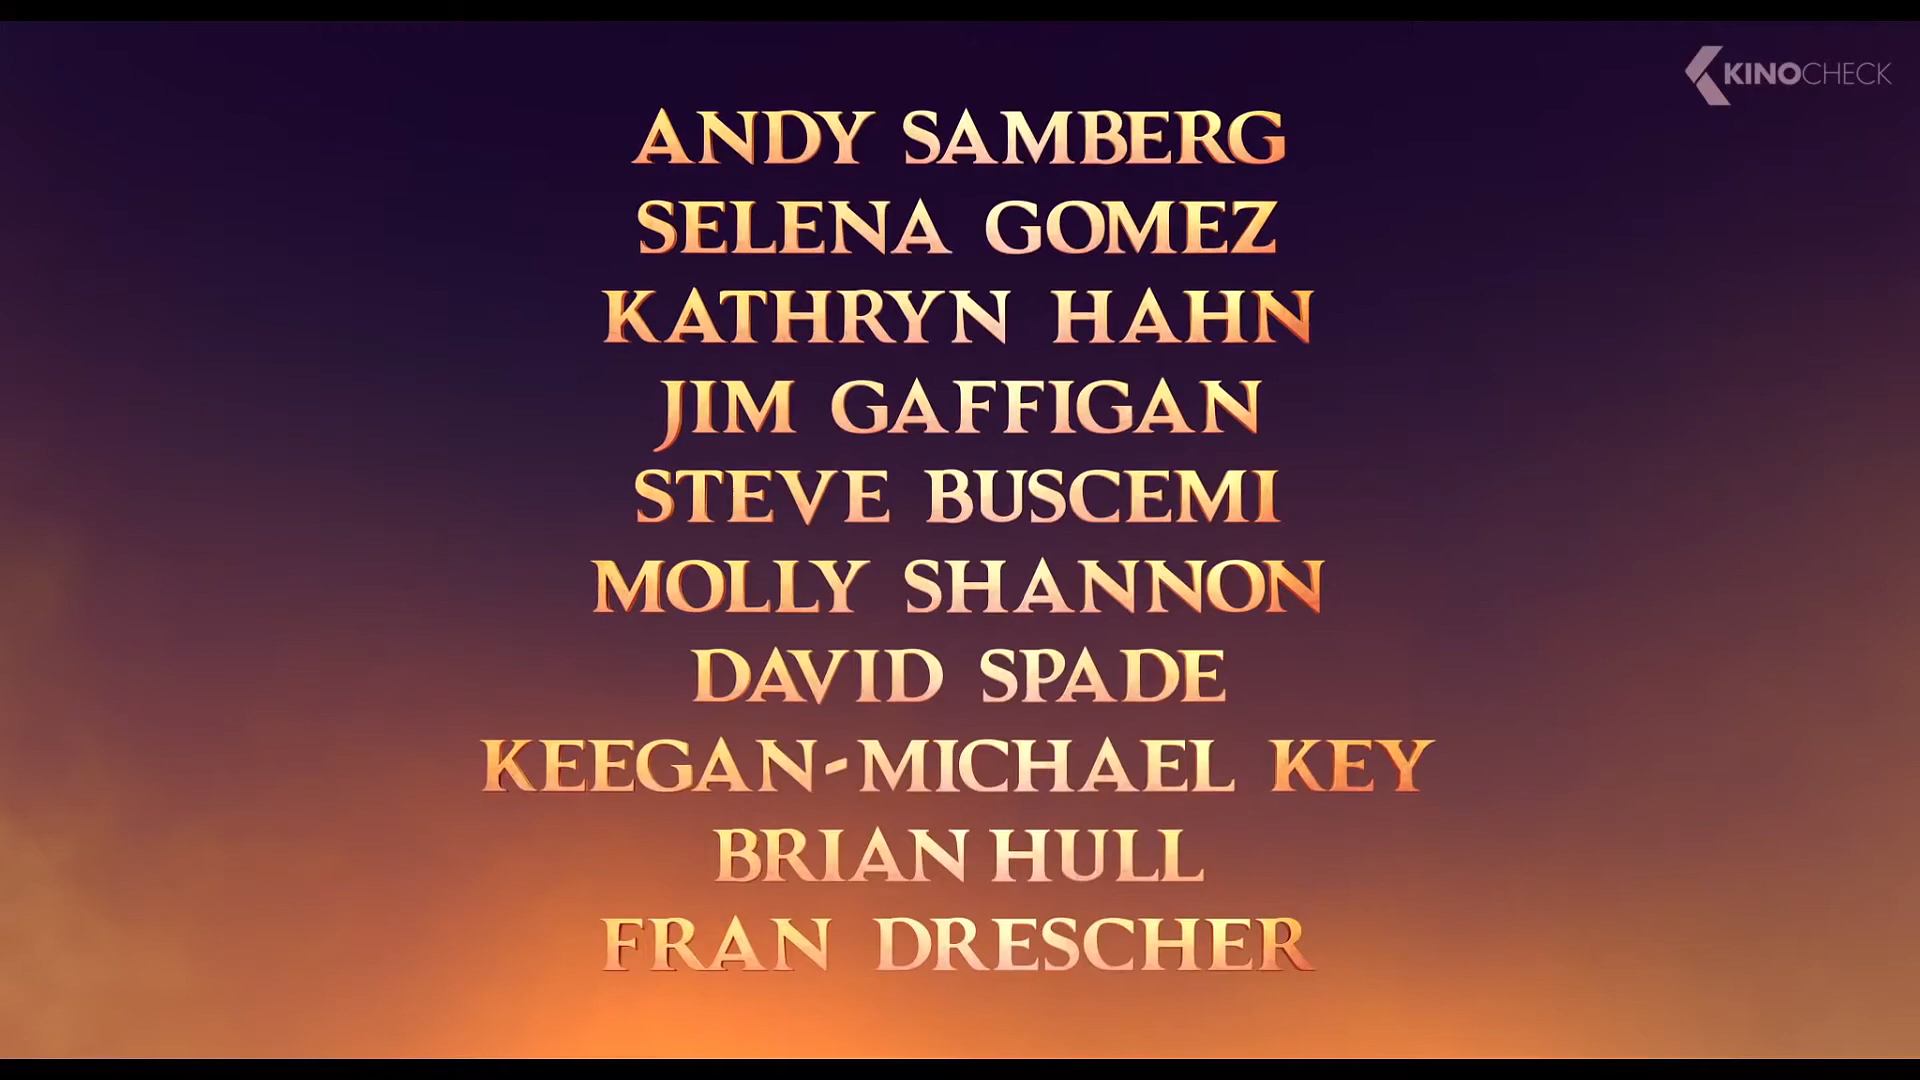 KINOCHECK
ANDY SAMBERG
SELENA GOMEZ
KATHRYN HAHN
JIM GAFFIGAN
STEVE BUSCEMI
MOLLY SHANNON
DAVID SPADE
KEEGAN-MICHAEL KEY
BRIAN HULL
FRAN DRESCHER